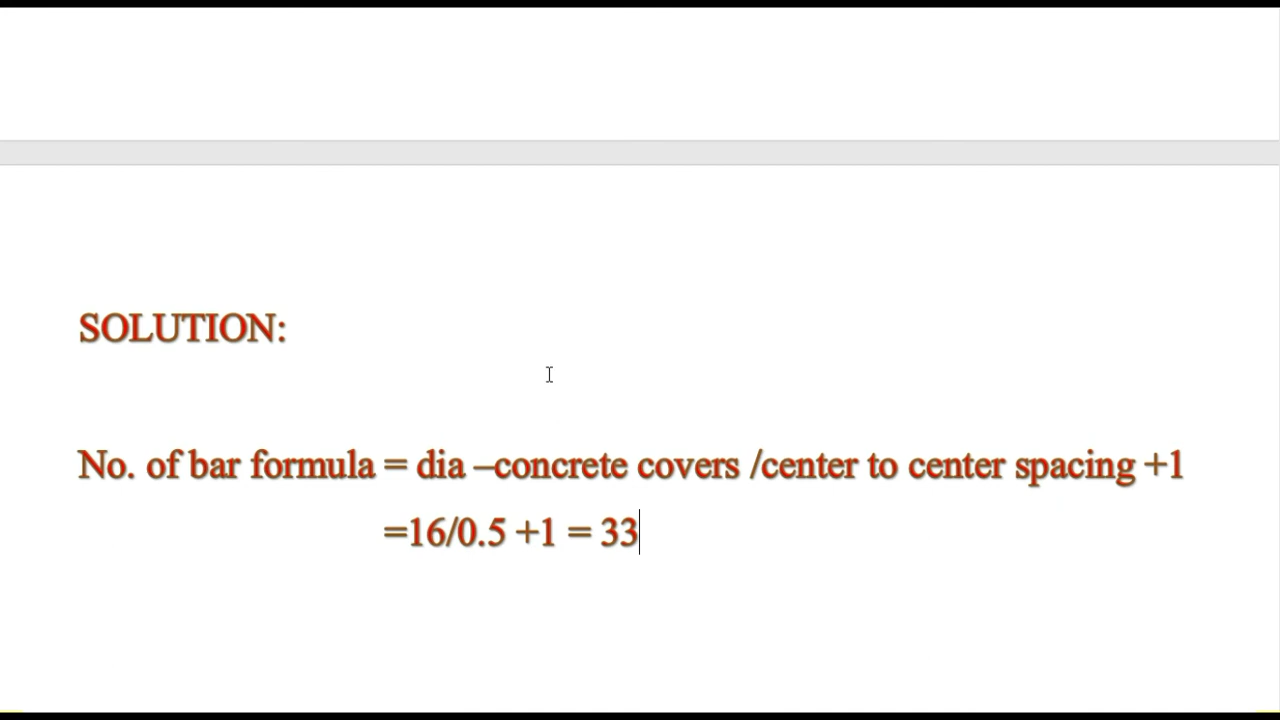 SOLUTION:
No. of bar formula = dia –concrete covers /center to center spacing +1
=16/0.5 +1 = 33